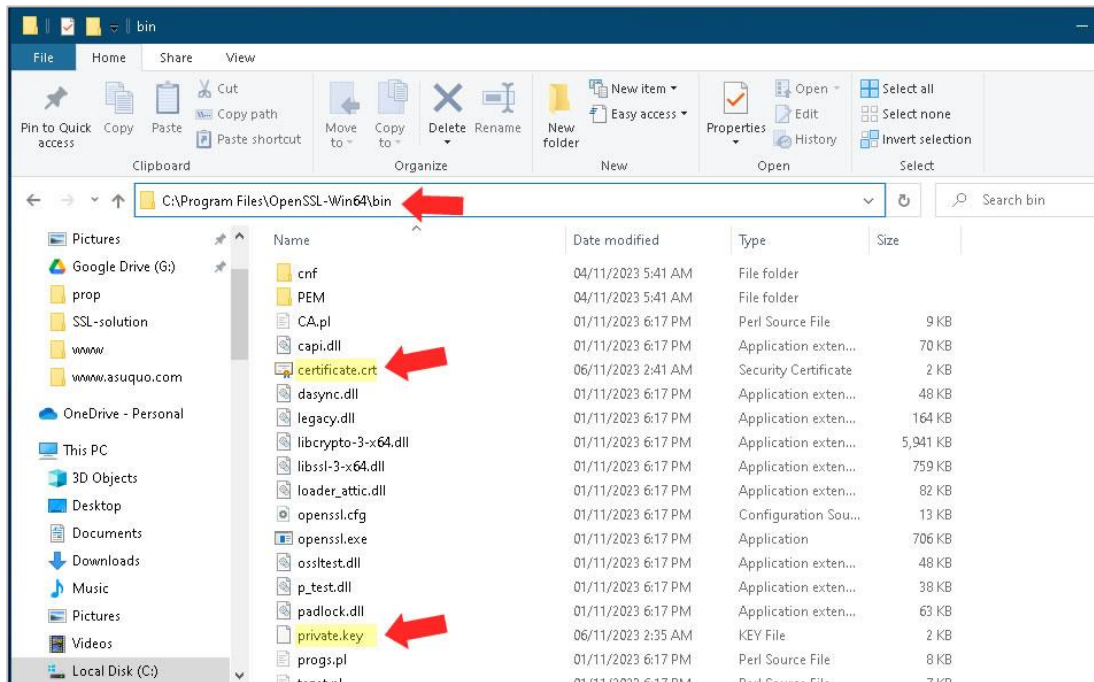 bin
File Home Share View
Pin to Quick access Copy Paste Cut Copy path Paste shortcut
Move to Copy to Delete Rename New folder New item Easy access
Properties Open Edit History Select all Select none Invert selection
Clipboard Organize New Open Select
C:\Program Files\OpenSSL-Win64\bin Search bin
Pictures
Google Drive (G:)
prop
SSL-solution
www
www.asuquo.com
OneDrive - Personal
This PC
3D Objects
Desktop
Documents
Downloads
Music
Pictures
Videos
Local Disk (C:)
Name Date modified Type Size
cnf 04/11/2023 5:41 AM File folder
PEM 04/11/2023 5:41 AM File folder
CA.pl 01/11/2023 6:17 PM Perl Source File 9 KB
capi.dll 01/11/2023 6:17 PM Application exten... 70 KB
certificate.crt 06/11/2023 2:41 AM Security Certificate 2 KB
dasync.dll 01/11/2023 6:17 PM Application exten... 48 KB
legacy.dll 01/11/2023 6:17 PM Application exten... 164 KB
libcrypto-3-x64.dll 01/11/2023 6:17 PM Application exten... 5,941 KB
libssl-3-x64.dll 01/11/2023 6:17 PM Application exten... 759 KB
loader_attic.dll 01/11/2023 6:17 PM Application exten... 82 KB
openssl.cfg 01/11/2023 6:17 PM Configuration Sou... 13 KB
openssl.exe 01/11/2023 6:17 PM Application 706 KB
ossltest.dll 01/11/2023 6:17 PM Application exten... 48 KB
p_test.dll 01/11/2023 6:17 PM Application exten... 38 KB
padlock.dll 01/11/2023 6:17 PM Application exten... 63 KB
private.key 06/11/2023 2:35 AM KEY File 2 KB
progs.pl 01/11/2023 6:17 PM Perl Source File 8 KB